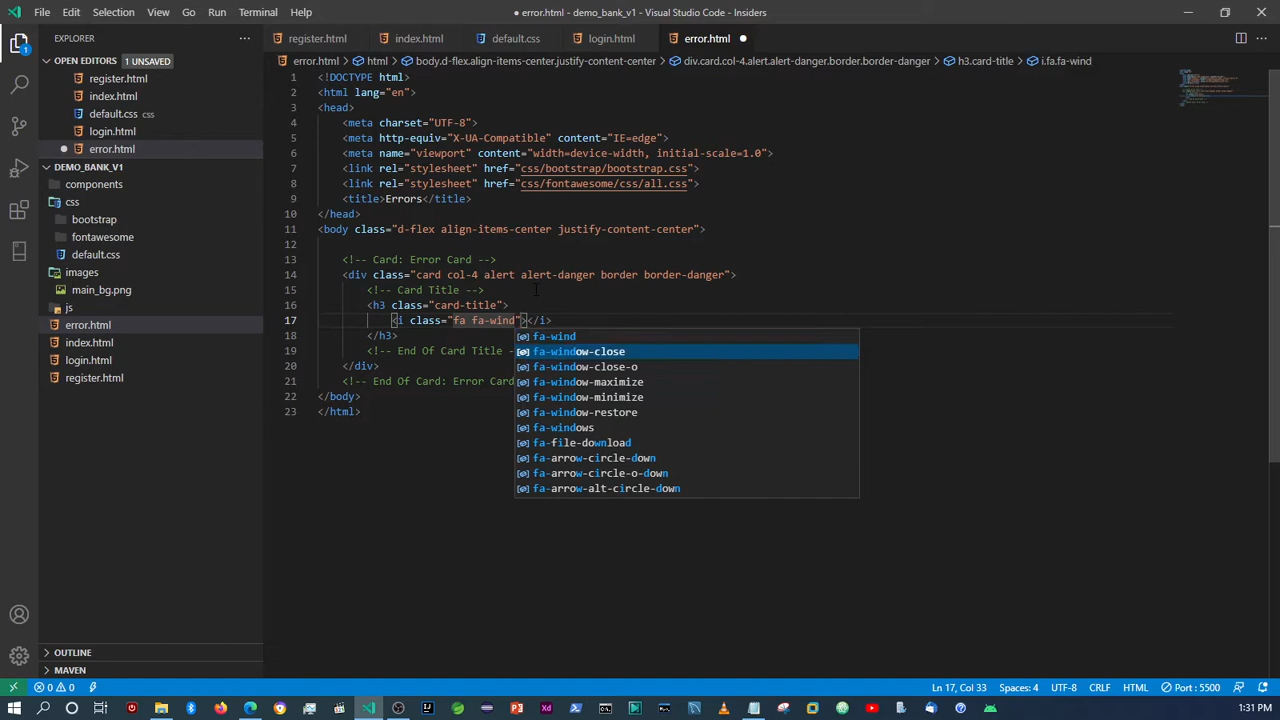 File Edit Selection View Go Run Terminal Help
● error.html - demo_bank_v1 - Visual Studio Code - Insiders
EXPLORER
OPEN EDITORS 1 UNSAVED
register.html
index.html
default.css css
login.html
error.html
DEMO_BANK_V1
components
css
bootstrap
fontawesome
default.css
images
main_bg.png
js
error.html
index.html
login.html
register.html
OUTLINE
MAVEN
1
register.html index.html default.css login.html error.html
error.html > html > body.d-flex.align-items-center.justify-content-center > div.card.col-4.alert.alert-danger.border.border-danger > h3.card-title > i.fa.fa-wind
1 <!DOCTYPE html>
2 <html lang="en">
3 <head>
4 <meta charset="UTF-8">
5 <meta http-equiv="X-UA-Compatible" content="IE=edge">
6 <meta name="viewport" content="width=device-width, initial-scale=1.0">
7 <link rel="stylesheet" href="css/bootstrap/bootstrap.css">
8 <link rel="stylesheet" href="css/fontawesome/css/all.css">
9 <title>Errors</title>
10 </head>
11 <body class="d-flex align-items-center justify-content-center">
12
13 <!-- Card: Error Card -->
14 <div class="card col-4 alert alert-danger border border-danger">
15 <!-- Card Title -->
16 <h3 class="card-title">
17 <i class="fa fa-wind"></i>
18 </h3>
19 <!-- End Of Card Title -
20 </div>
21 <!-- End Of Card: Error Card
22 </body>
23 </html>
fa-wind
fa-window-close
fa-window-close-o
fa-window-maximize
fa-window-minimize
fa-window-restore
fa-windows
fa-file-download
fa-arrow-circle-down
fa-arrow-circle-o-down
fa-arrow-alt-circle-down
0 0 Ln 17, Col 33 Spaces: 4 UTF-8 CRLF HTML Port : 5500
1:31 PM